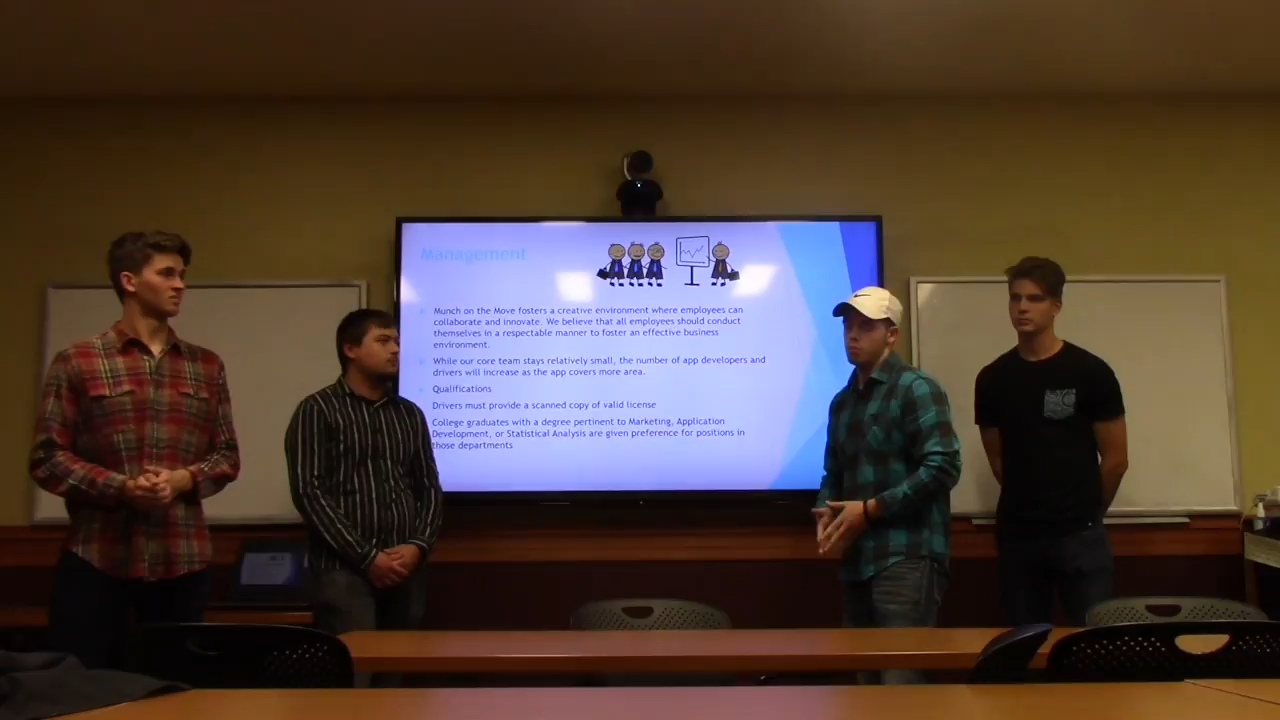 Management
Munch on the Move fosters a creative environment where employees can
collaborate and innovate. We believe that all employees should conduct
themselves in a respectable manner to foster an effective business
environment.
While our core team stays relatively small, the number of app developers and
drivers will increase as the app covers more area.
Qualifications
Drivers must provide a scanned copy of valid license
College graduates with a degree pertinent to Marketing, Application
Development, or Statistical Analysis are given preference for positions in
those departments